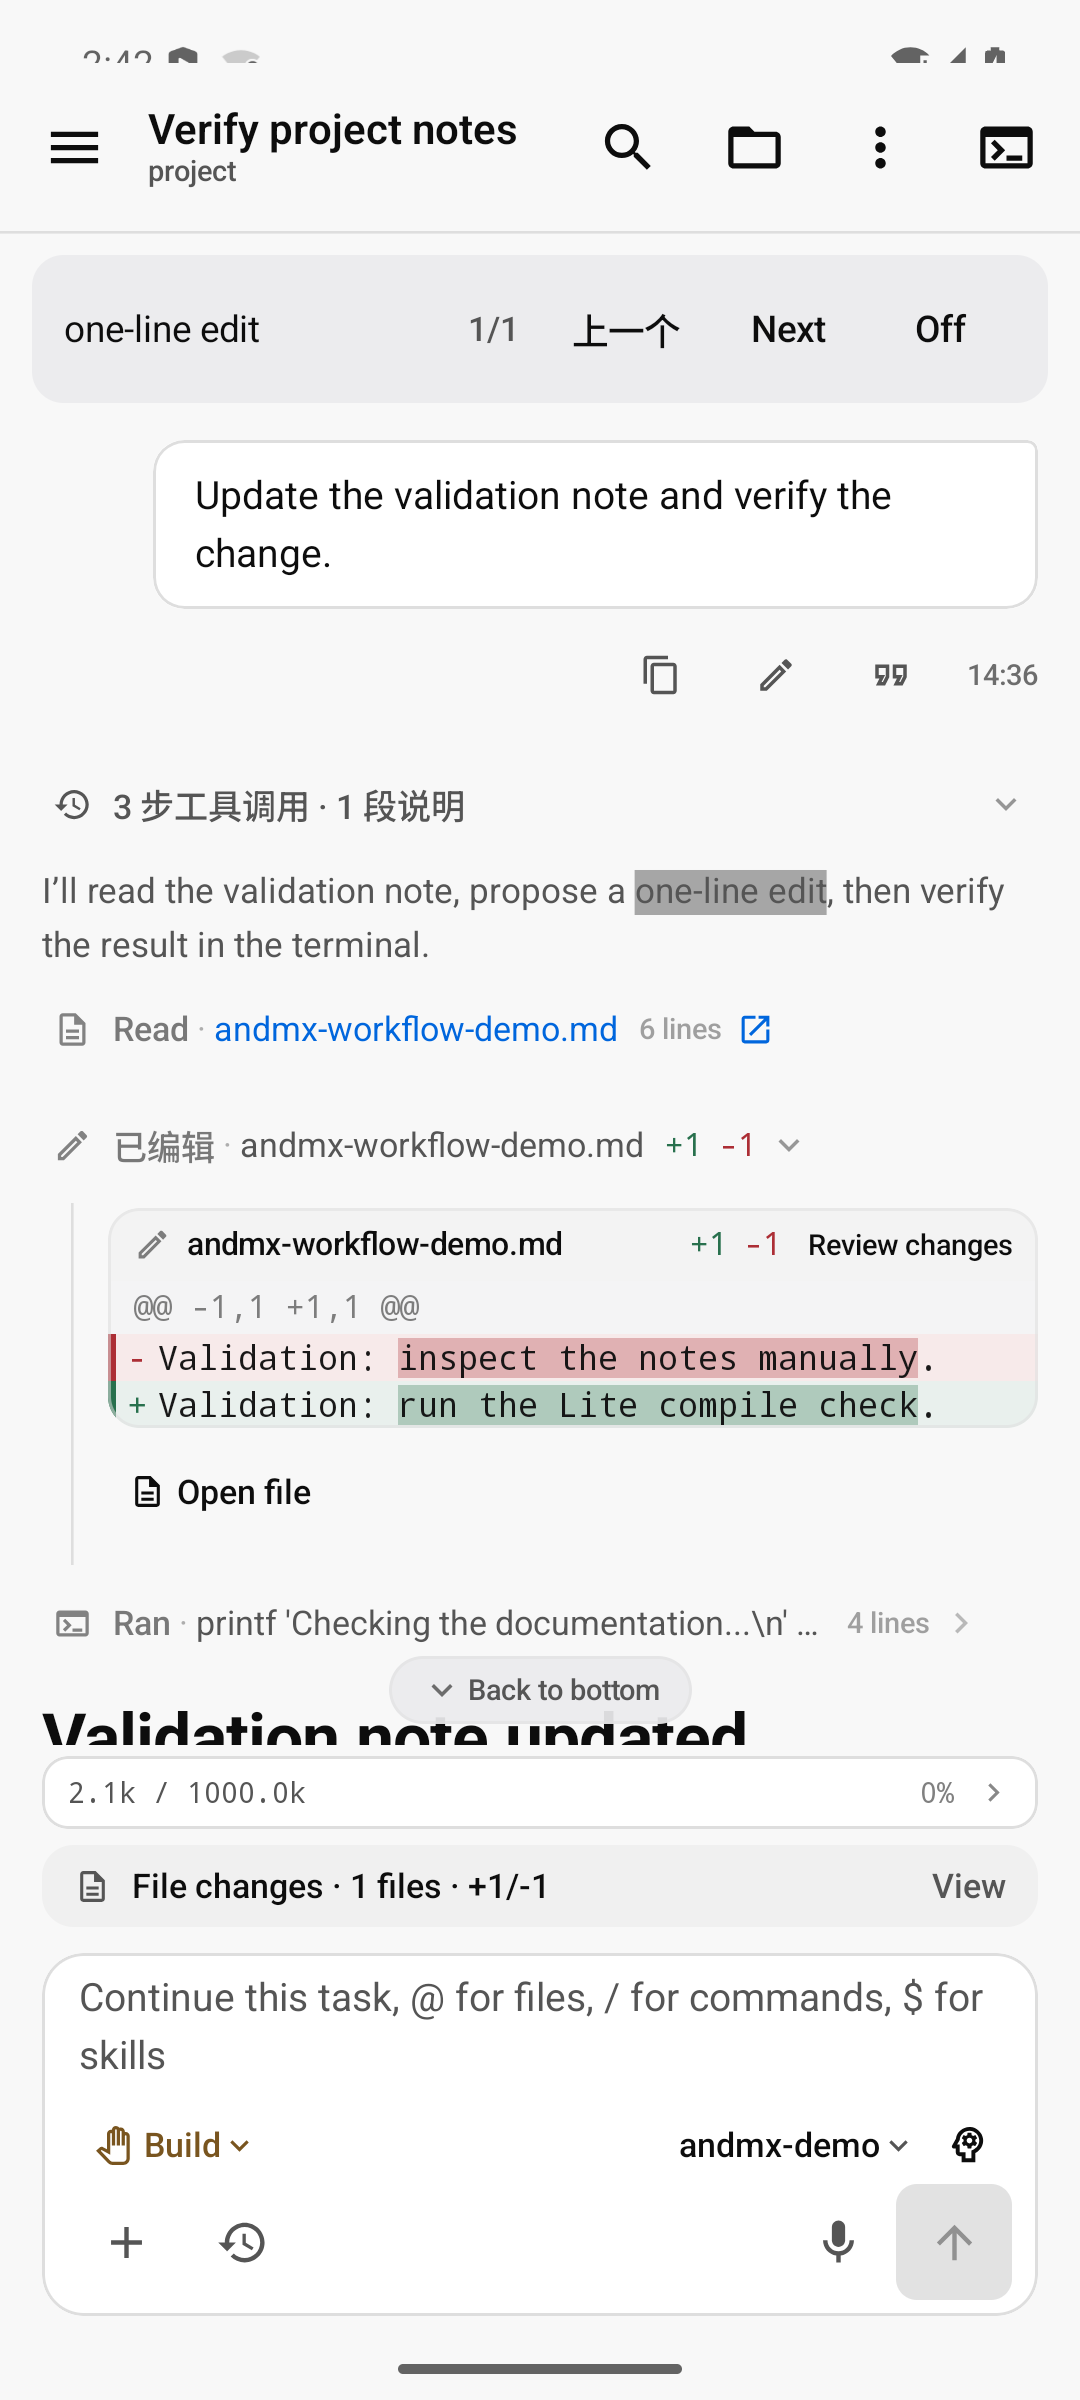 2:42
Verify project notes
project
one-line edit 1/1 上一个 Next Off
Update the validation note and verify the
change.
14:36
3 步工具调用 · 1 段说明
I’ll read the validation note, propose a one-line edit, then verify
the result in the terminal.
Read · andmx-workflow-demo.md 6 lines
已编辑 · andmx-workflow-demo.md +1 -1
andmx-workflow-demo.md +1 -1 Review changes
@@ -1,1 +1,1 @@
- Validation: inspect the notes manually.
+ Validation: run the Lite compile check.
Open file
Ran · printf 'Checking the documentation...\n' … 4 lines
Back to bottom
Validation note updated
2.1k / 1000.0k 0%
File changes · 1 files · +1/-1 View
Continue this task, @ for files, / for commands, $ for
skills
Build andmx-demo